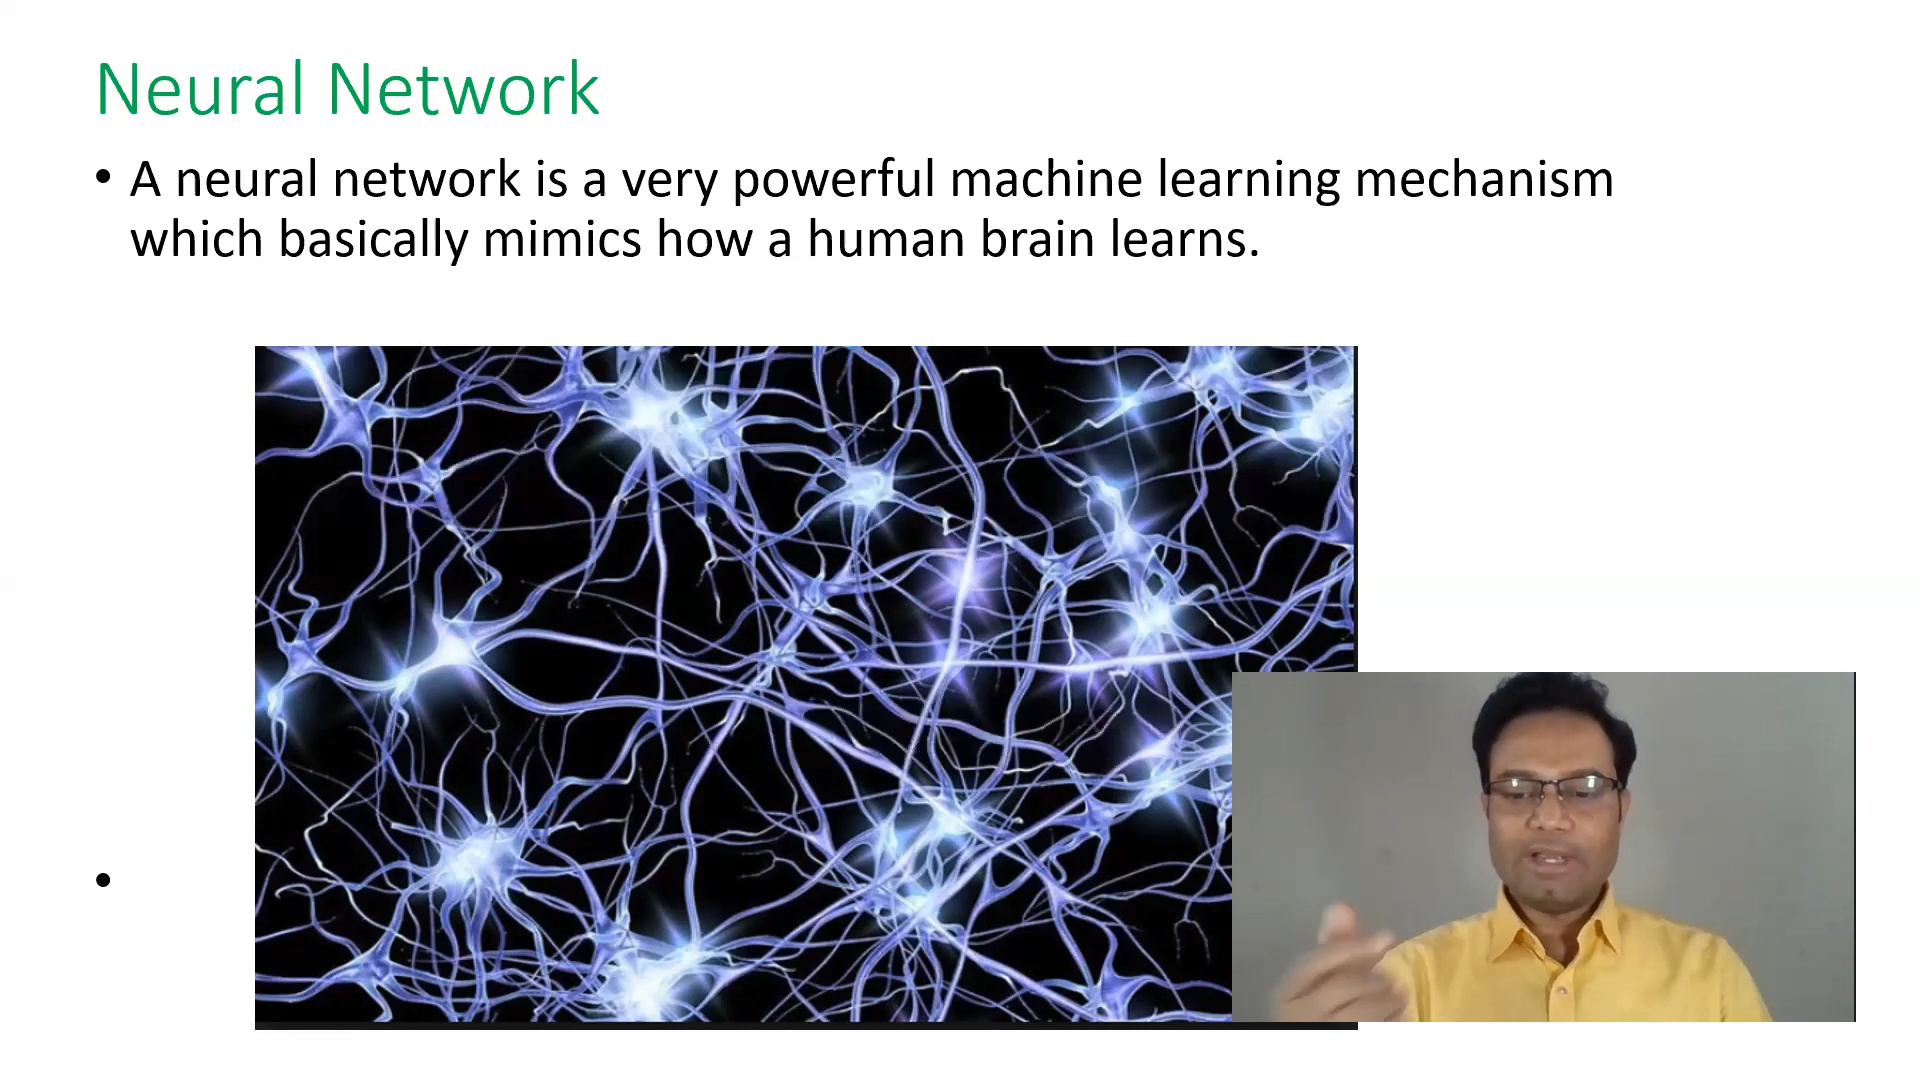 Neural Network
• A neural network is a very powerful machine learning mechanism
which basically mimics how a human brain learns.
•